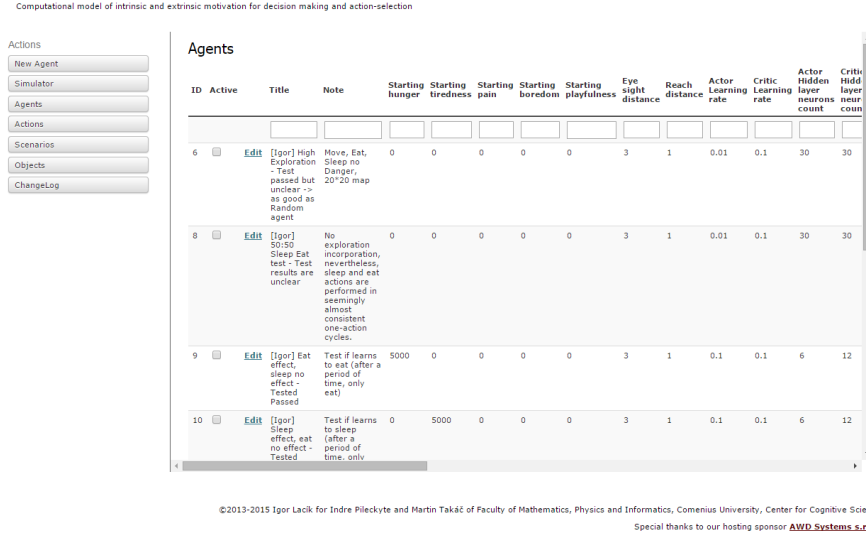 Computational model of intrinsic and extrinsic motivation for decision making and action-selection
Actions
New Agent
Simulator
Agents
Actions
Scenarios
Objects
ChangeLog
Agents
ID Active Title Note Starting hunger Starting tiredness Starting pain Starting boredom Starting playfulness Eye sight distance Reach distance Actor Learning rate Critic Learning rate Actor Hidden layer neurons count
6 Edit [Igor] High Exploration - Test passed but unclear -> as good as Random agent Move, Eat, Sleep no Danger, 20*20 map 0 0 0 0 0 3 1 0.01 0.1 30 30
8 Edit [Igor] 50:50 Sleep Eat test - Test results are unclear No exploration incorporation, nevertheless, sleep and eat actions are performed in seemingly almost consistent one-action cycles. 0 0 0 0 0 3 1 0.01 0.1 30 30
9 Edit [Igor] Eat effect, sleep no effect - Tested Passed Test if learns to eat (after a period of time, only eat) 5000 0 0 0 0 3 1 0.1 0.1 6 12
10 Edit [Igor] Sleep effect, eat no effect - Tested Test if learns to sleep (after a period of time, only 0 5000 0 0 0 3 1 0.1 0.1 6 12
©2013-2015 Igor Lacík for Indre Pileckyte and Martin Takáč of Faculty of Mathematics, Physics and Informatics, Comenius University, Center for Cognitive
Special thanks to our hosting sponsor AWD Systems